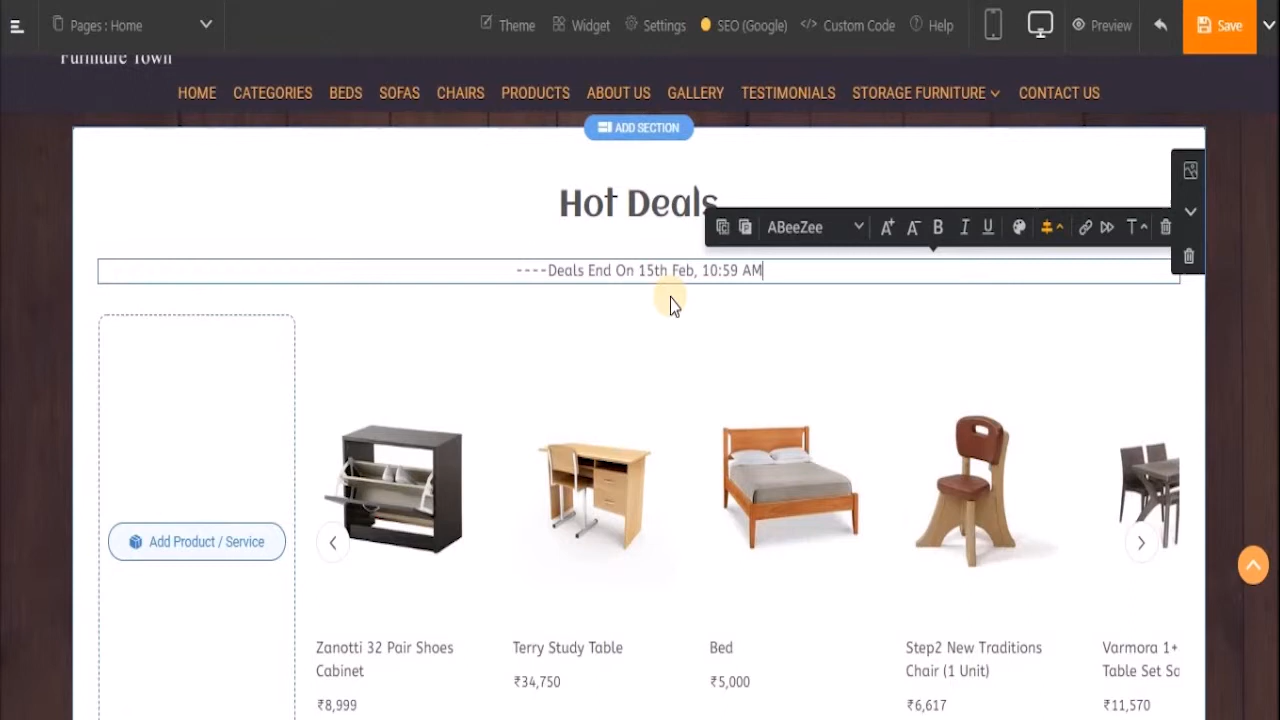 Pages : Home
Theme Widget Settings SEO (Google) </> Custom Code Help Preview Save
Furniture Town
HOME CATEGORIES BEDS SOFAS CHAIRS PRODUCTS ABOUT US GALLERY TESTIMONIALS STORAGE FURNITURE CONTACT US
ADD SECTION
Hot Deals
ABeeZee A+ A- B I U T
----Deals End On 15th Feb, 10:59 AM
Add Product / Service
Zanotti 32 Pair Shoes
Cabinet
₹8,999
Terry Study Table
₹34,750
Bed
₹5,000
Step2 New Traditions
Chair (1 Unit)
₹6,617
Varmora 1+
Table Set
₹11,570